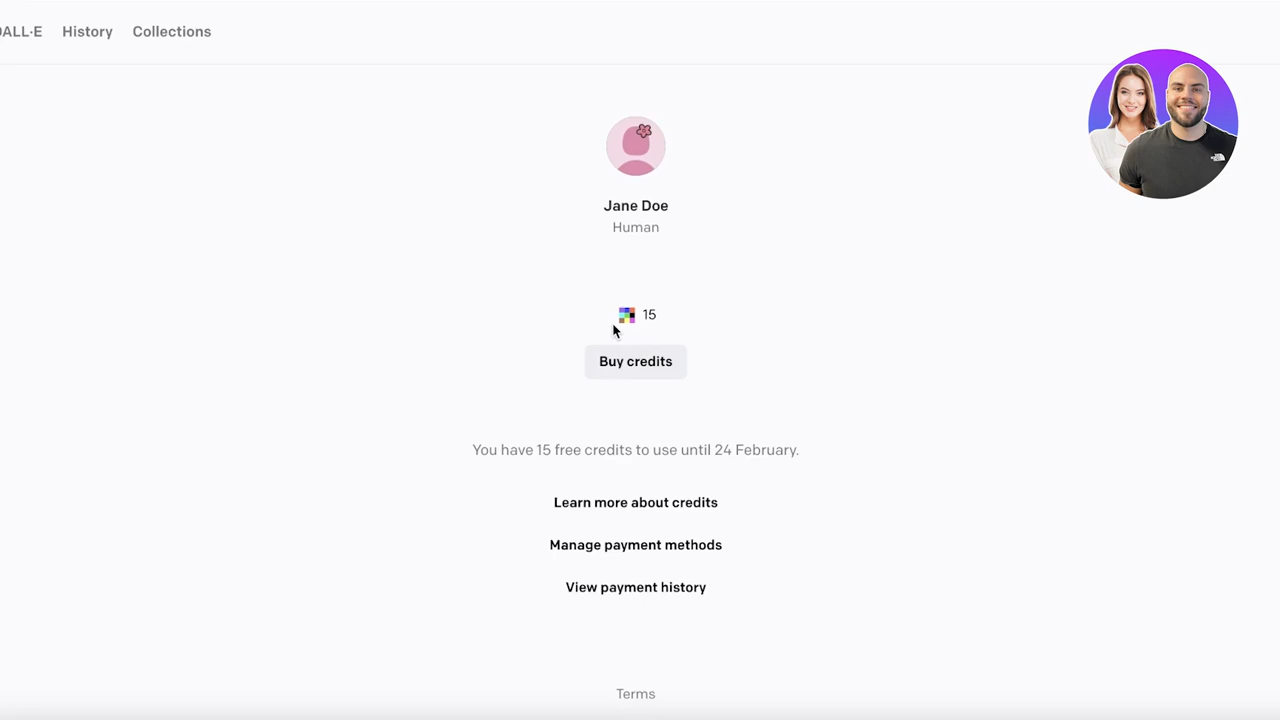 DALL·E History Collections
Jane Doe
Human
15
Buy credits
You have 15 free credits to use until 24 February.
Learn more about credits
Manage payment methods
View payment history
Terms